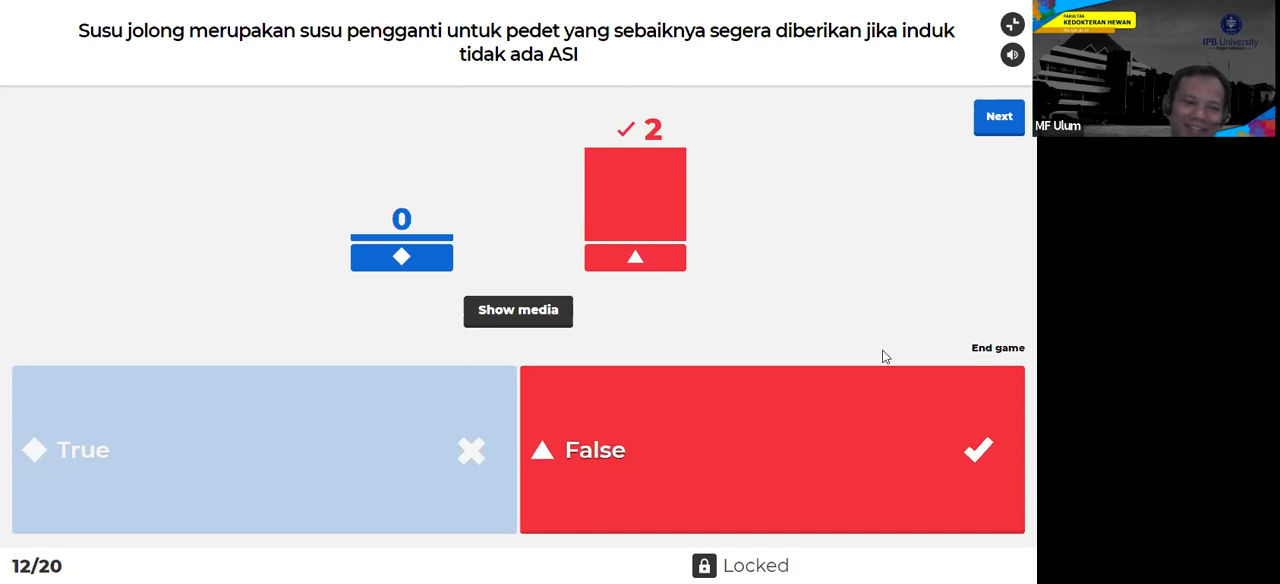 Susu jolong merupakan susu pengganti untuk pedet yang sebaiknya segera diberikan jika induk
tidak ada ASI
FAKULTAS
KEDOKTERAN HEWAN
IPB University
MF Ulum
Next
0
2
Show media
End game
True
False
12/20
Locked